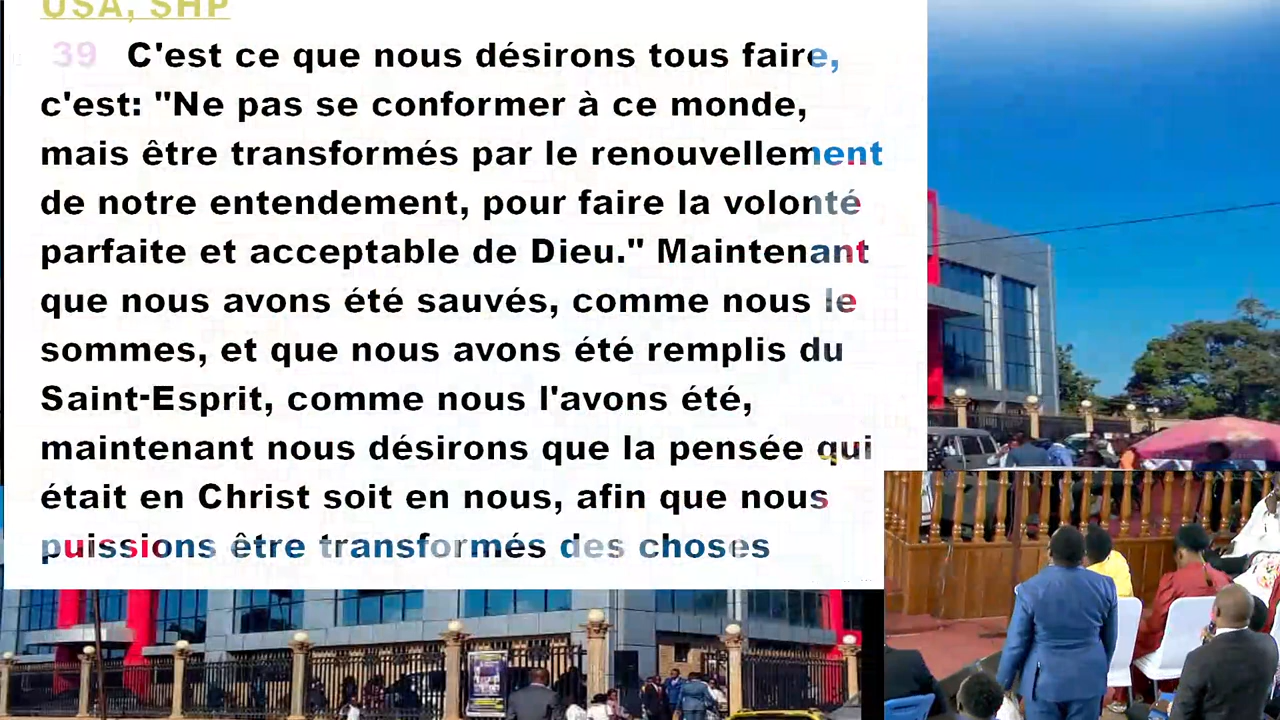 USA, SHP
39 C'est ce que nous désirons tous faire,
c'est: "Ne pas se conformer à ce monde,
mais être transformés par le renouvellement
de notre entendement, pour faire la volonté
parfaite et acceptable de Dieu." Maintenant
que nous avons été sauvés, comme nous le
sommes, et que nous avons été remplis du
Saint-Esprit, comme nous l'avons été,
maintenant nous désirons que la pensée qui
était en Christ soit en nous, afin que nous
puissions être transformés des choses